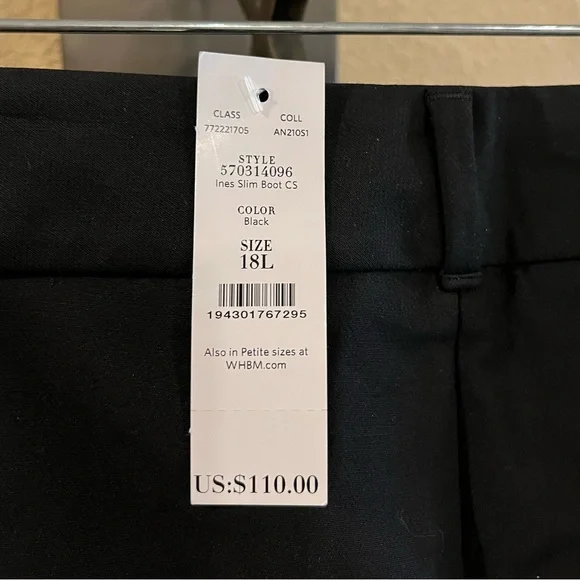 CLASS COLL
772221705 AN210S1
STYLE
570314096
Ines Slim Boot CS
COLOR
Black
SIZE
18L
194301767295
Also in Petite sizes at
WHBM.com
US:$110.00